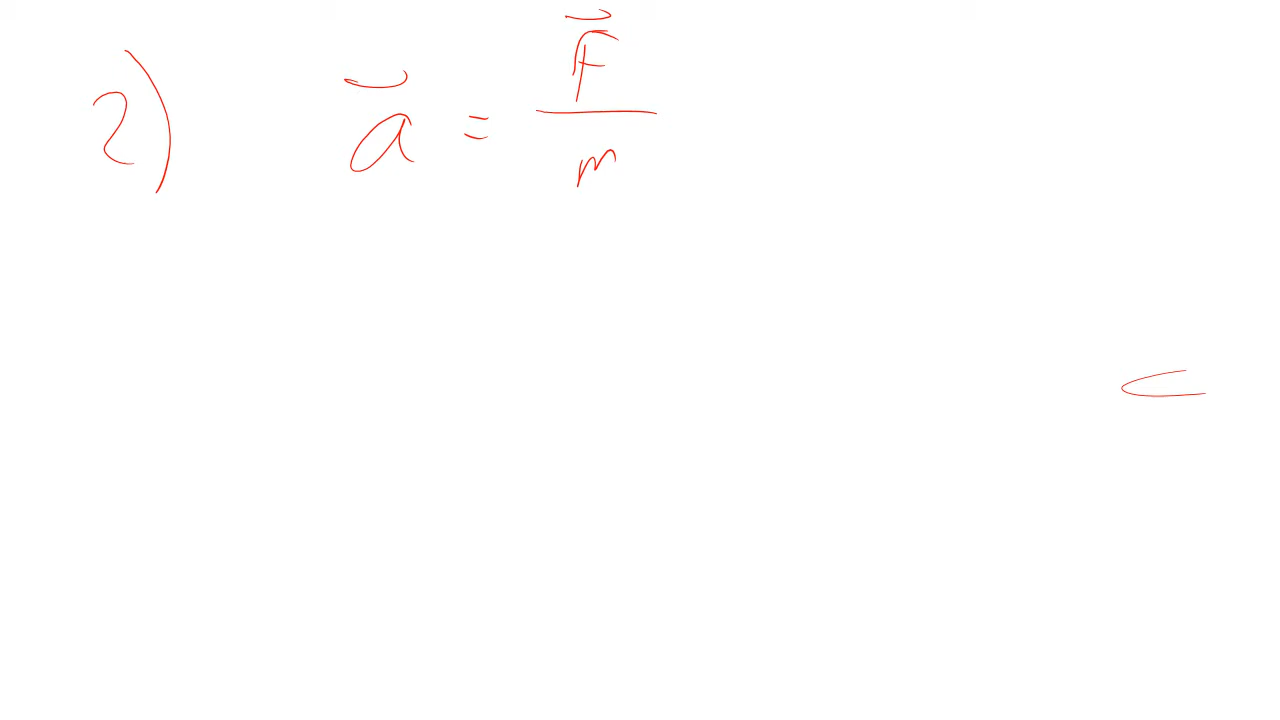 2) a⃗ = F⃗ / m